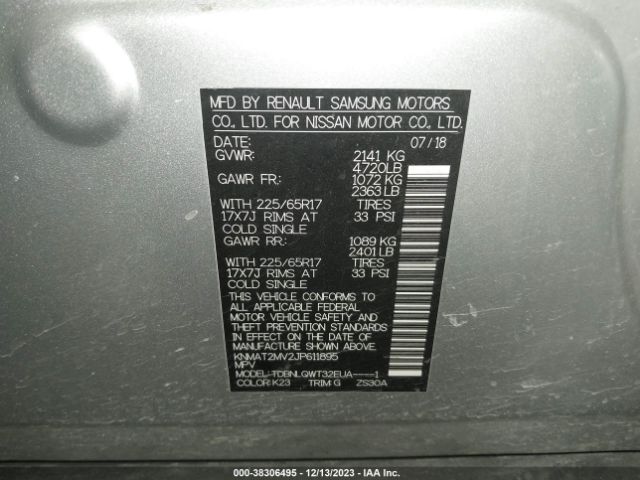 MFD BY RENAULT SAMSUNG MOTORS
CO., LTD. FOR NISSAN MOTOR CO., LTD.
DATE: 07/18
GVWR: 2141 KG
4720LB
GAWR FR.: 1072 KG
2363 LB
WITH 225/65R17 TIRES
17X7J RIMS AT 33 PSI
COLD SINGLE
GAWR RR.: 1089 KG
2401 LB
WITH 225/65R17 TIRES
17X7J RIMS AT 33 PSI
COLD SINGLE
THIS VEHICLE CONFORMS TO
ALL APPLICABLE FEDERAL
MOTOR VEHICLE SAFETY AND
THEFT PREVENTION STANDARDS
IN EFFECT ON THE DATE OF
MANUFACTURE SHOWN ABOVE.
KNMAT2MV2JP611895
MPV
MODEL:TDBNLQWT32EUA----1
COLOR:K23 TRIM:G ZS30A
000-38306495 - 12/13/2023 - IAA Inc.